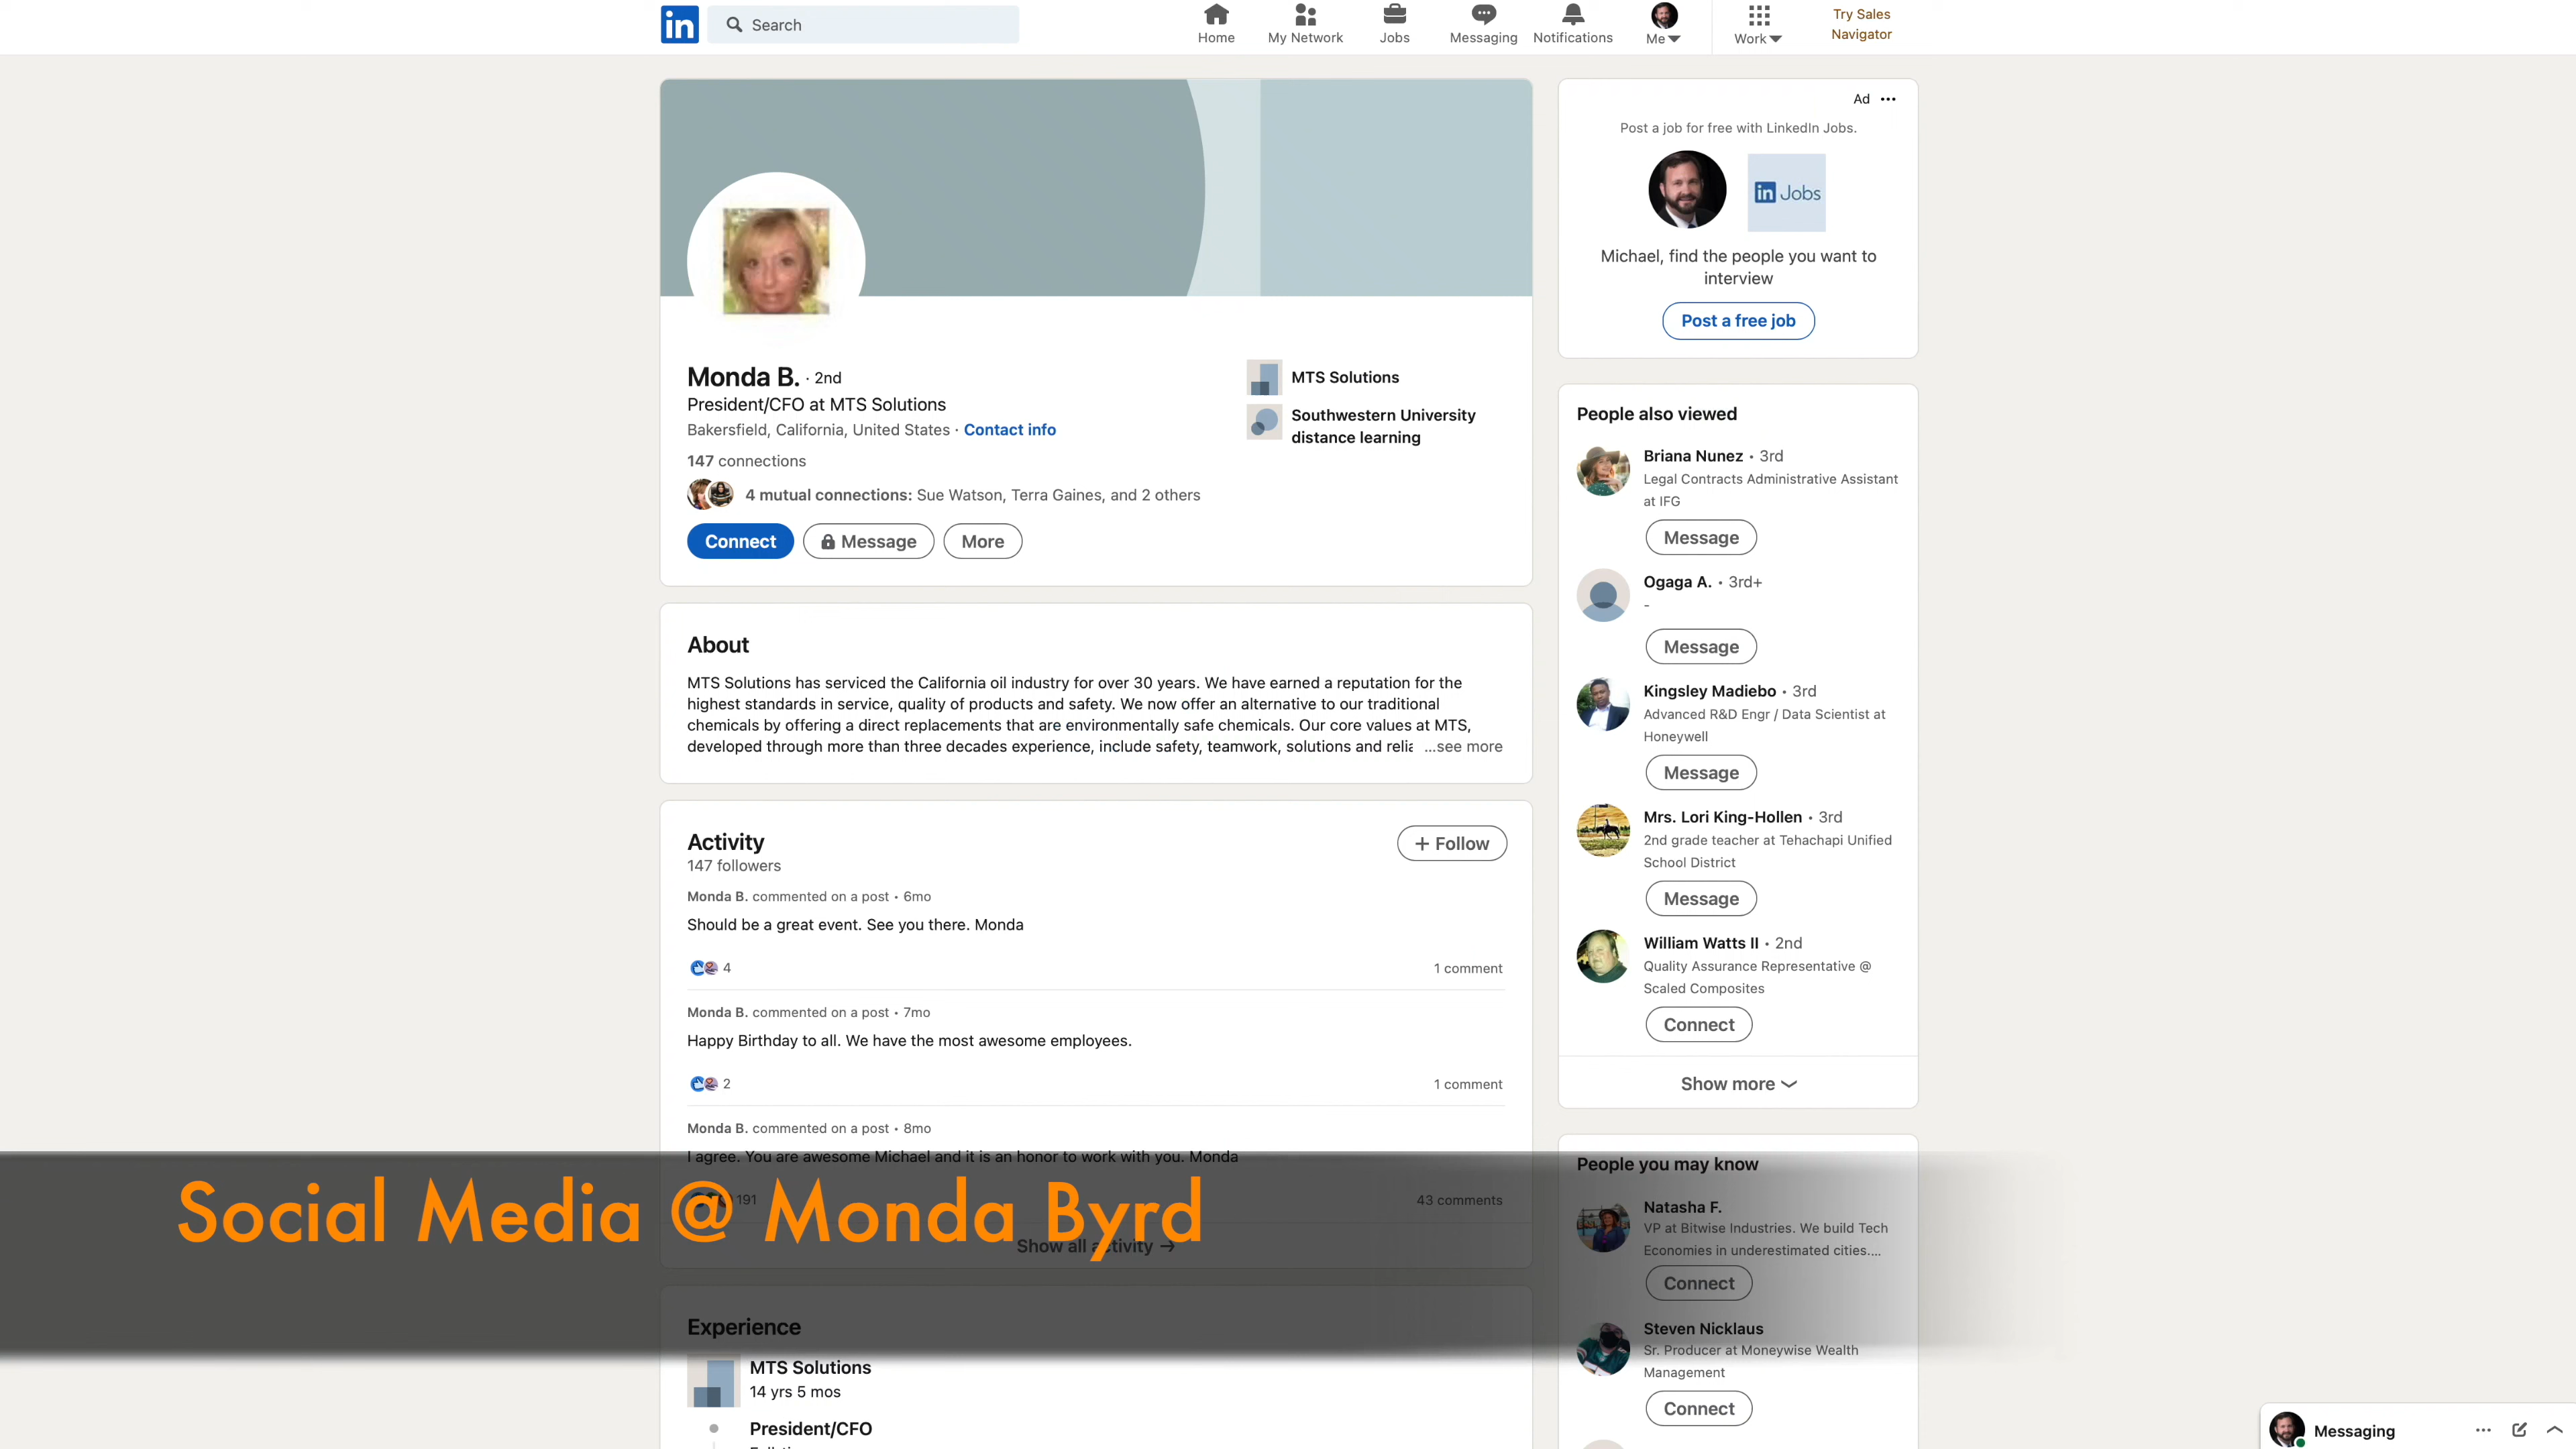 in
Search
Home
My Network
Jobs
Messaging
Notifications
Me
Work
Try Sales
Navigator
Monda B. · 2nd
President/CFO at MTS Solutions
Bakersfield, California, United States · Contact info
147 connections
4 mutual connections: Sue Watson, Terra Gaines, and 2 others
Connect
Message
More
MTS Solutions
Southwestern University
distance learning
About
MTS Solutions has serviced the California oil industry for over 30 years. We have earned a reputation for the
highest standards in service, quality of products and safety. We now offer an alternative to our traditional
chemicals by offering a direct replacements that are environmentally safe chemicals. Our core values at MTS,
developed through more than three decades experience, include safety, teamwork, solutions and relia ...see more
Activity
147 followers
+ Follow
Monda B. commented on a post • 6mo
Should be a great event. See you there. Monda
4
1 comment
Monda B. commented on a post • 7mo
Happy Birthday to all. We have the most awesome employees.
2
1 comment
Monda B. commented on a post • 8mo
I agree. You are awesome Michael and it is an honor to work with you. Monda
191
43 comments
Social Media @ Monda Byrd
Show all activity →
Experience
MTS Solutions
14 yrs 5 mos
President/CFO
Ad
Post a job for free with LinkedIn Jobs.
in Jobs
Michael, find the people you want to
interview
Post a free job
People also viewed
Briana Nunez • 3rd
Legal Contracts Administrative Assistant
at IFG
Message
Ogaga A. • 3rd+
-
Message
Kingsley Madiebo • 3rd
Advanced R&D Engr / Data Scientist at
Honeywell
Message
Mrs. Lori King-Hollen • 3rd
2nd grade teacher at Tehachapi Unified
School District
Message
William Watts II • 2nd
Quality Assurance Representative @
Scaled Composites
Connect
Show more
People you may know
Natasha F.
VP at Bitwise Industries. We build Tech
Economies in underestimated cities....
Connect
Steven Nicklaus
Sr. Producer at Moneywise Wealth
Management
Connect
Messaging